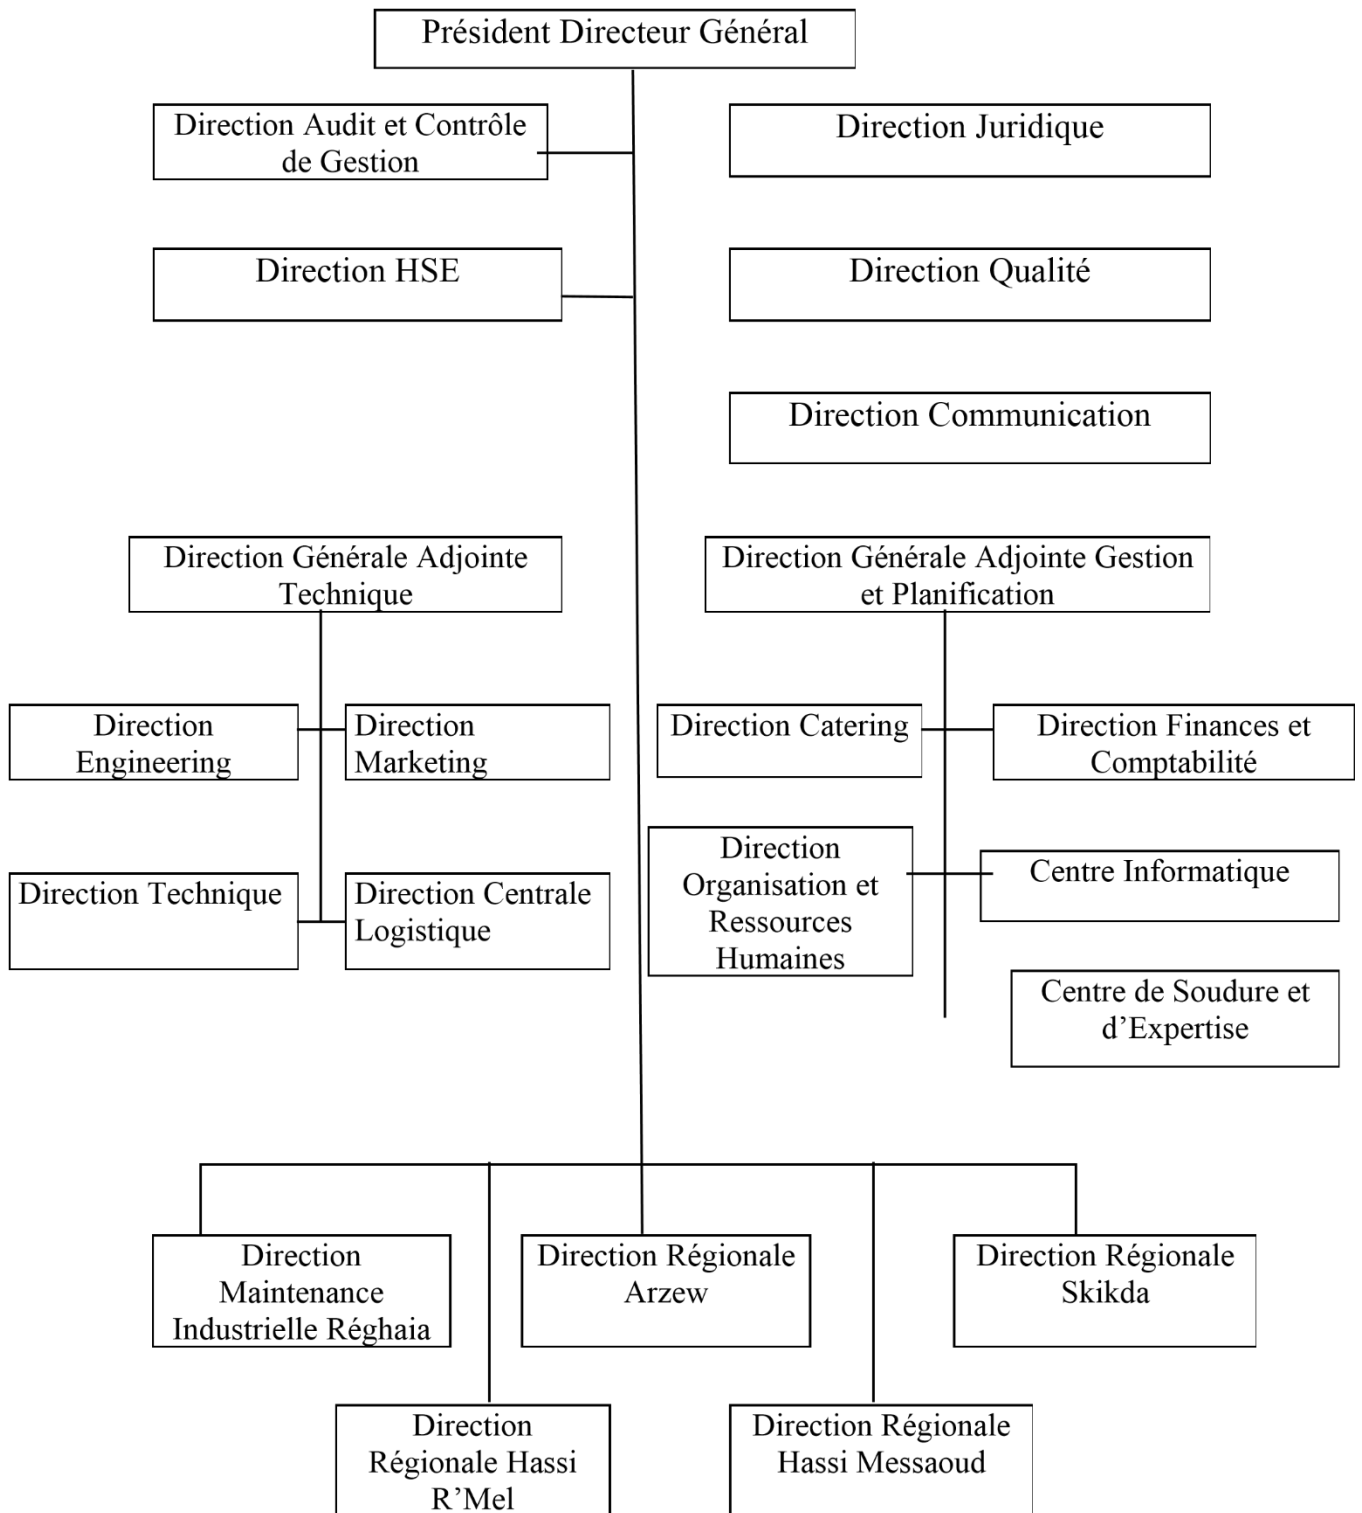 Président Directeur Général
Direction Audit et Contrôle
de Gestion
Direction Juridique
Direction HSE
Direction Qualité
Direction Communication
Direction Générale Adjointe
Technique
Direction Générale Adjointe Gestion
et Planification
Direction
Engineering
Direction
Marketing
Direction Catering
Direction Finances et
Comptabilité
Direction Technique
Direction Centrale
Logistique
Direction
Organisation et
Ressources
Humaines
Centre Informatique
Centre de Soudure et
d’Expertise
Direction
Maintenance
Industrielle Réghaia
Direction Régionale
Arzew
Direction Régionale
Skikda
Direction
Régionale Hassi
R’Mel
Direction Régionale
Hassi Messaoud